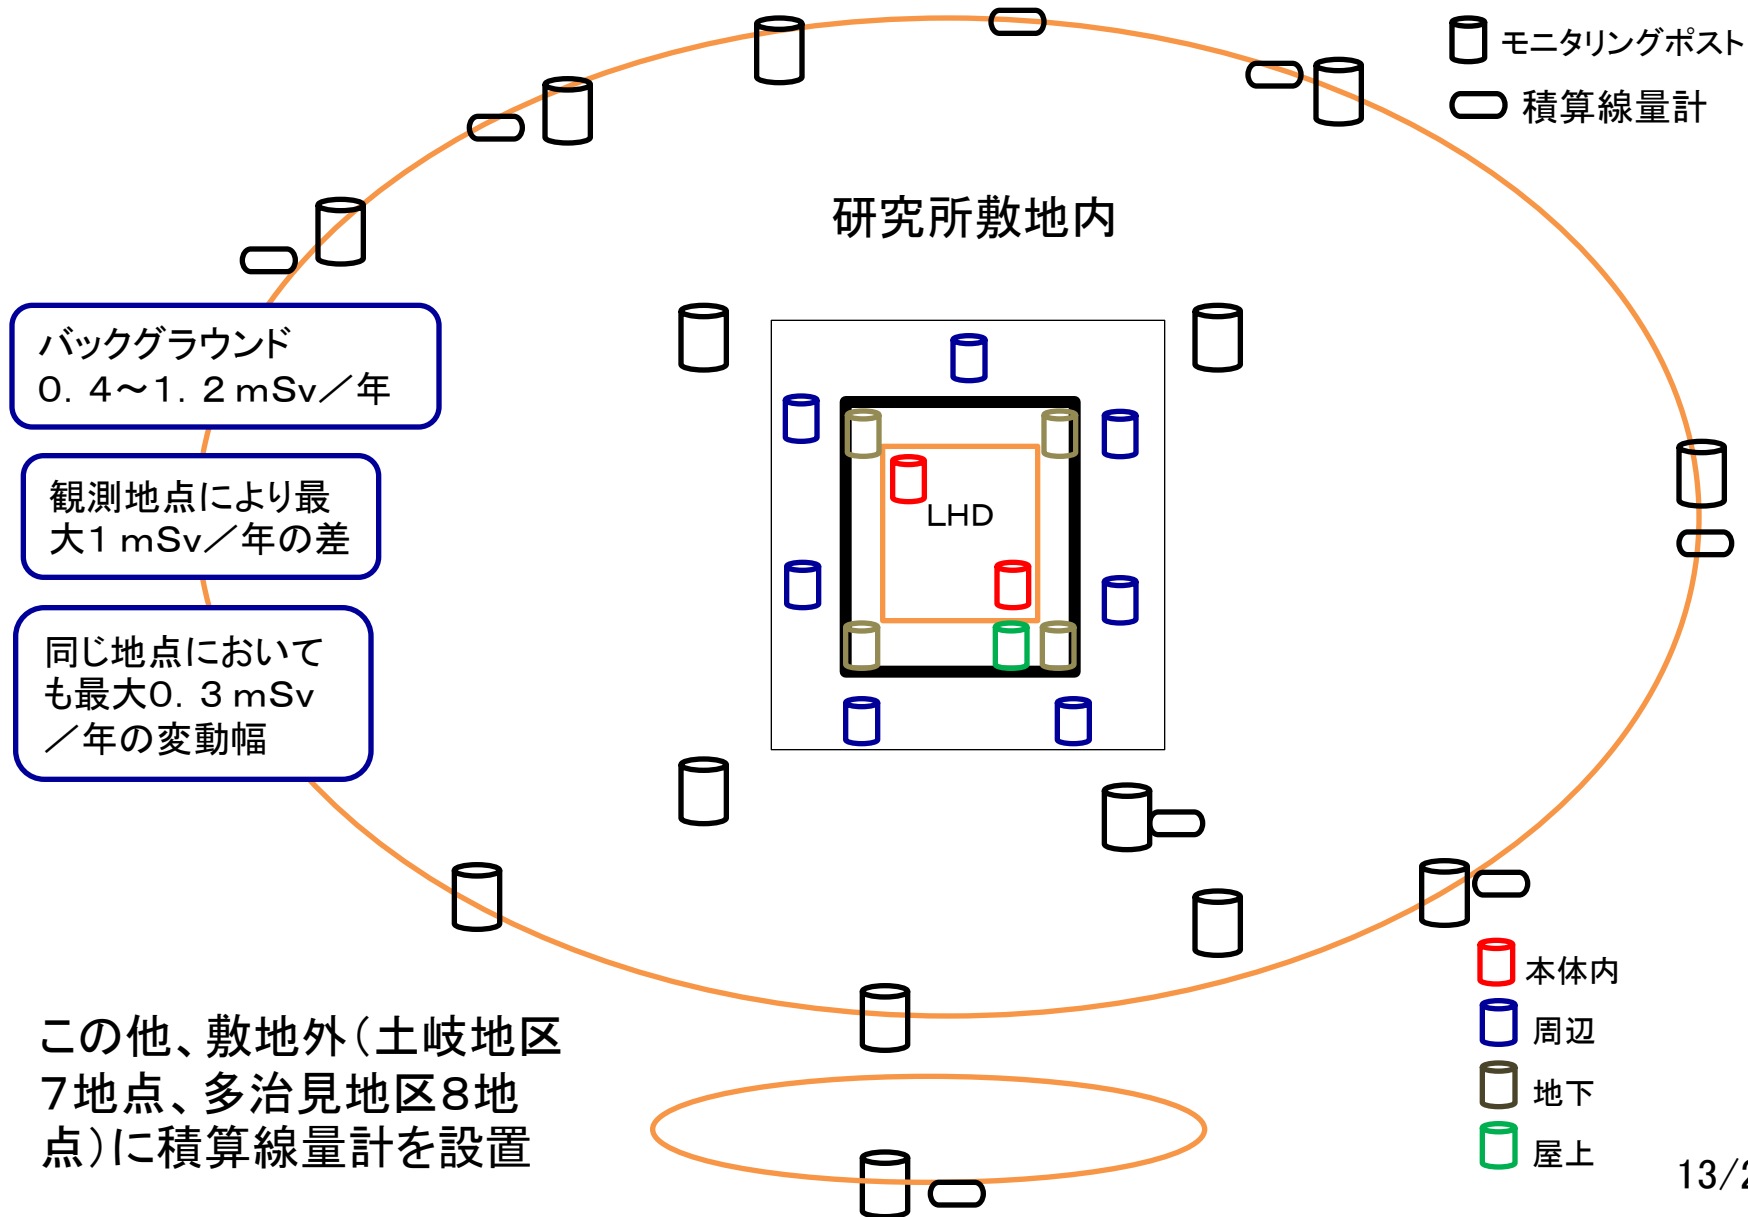 モニタリングポスト
積算線量計
研究所敷地内
バックグラウンド
0．4～1．2mSv／年
観測地点により最
大1mSv／年の差
同じ地点において
も最大0．3mSv
／年の変動幅
LHD
本体内
周辺
地下
屋上
この他、敷地外（土岐地区
7地点、多治見地区8地
点）に積算線量計を設置
13/2